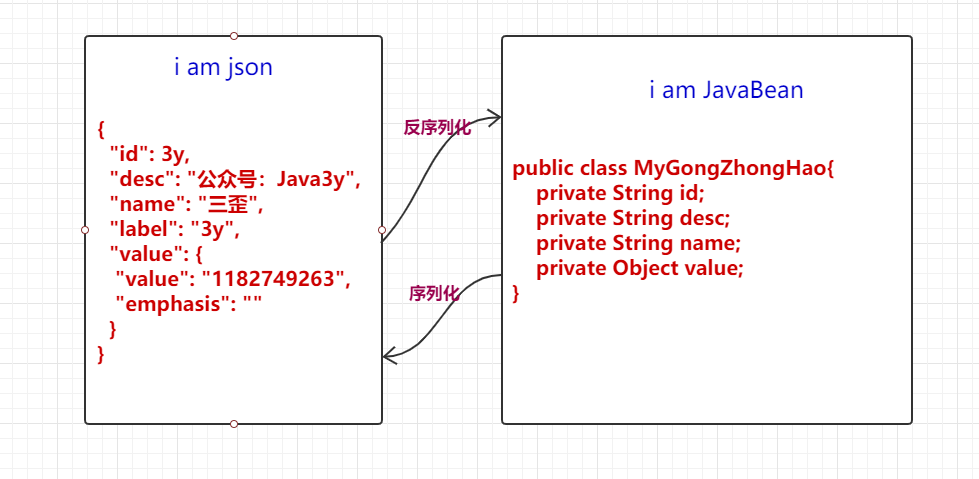 i am json
{
"id": 3y,
"desc": "公众号：Java3y",
"name": "三歪",
"label": "3y",
"value": {
"value": "1182749263",
"emphasis": ""
}
}
反序列化
序列化
i am JavaBean
public class MyGongZhongHao{
private String id;
private String desc;
private String name;
private Object value;
}